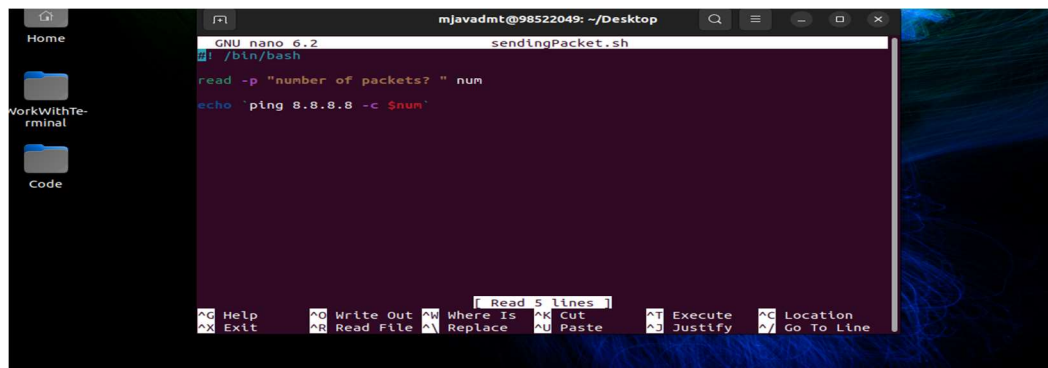 Home
WorkWithTe-
rminal
Code
mjavadmt@98522049: ~/Desktop
GNU nano 6.2 sendingPacket.sh
#! /bin/bash
read -p "number of packets? " num
echo `ping 8.8.8.8 -c $num`
[ Read 5 lines ]
^G Help ^O Write Out ^W Where Is ^K Cut ^T Execute ^C Location
^X Exit ^R Read File ^\ Replace ^U Paste ^J Justify ^/ Go To Line